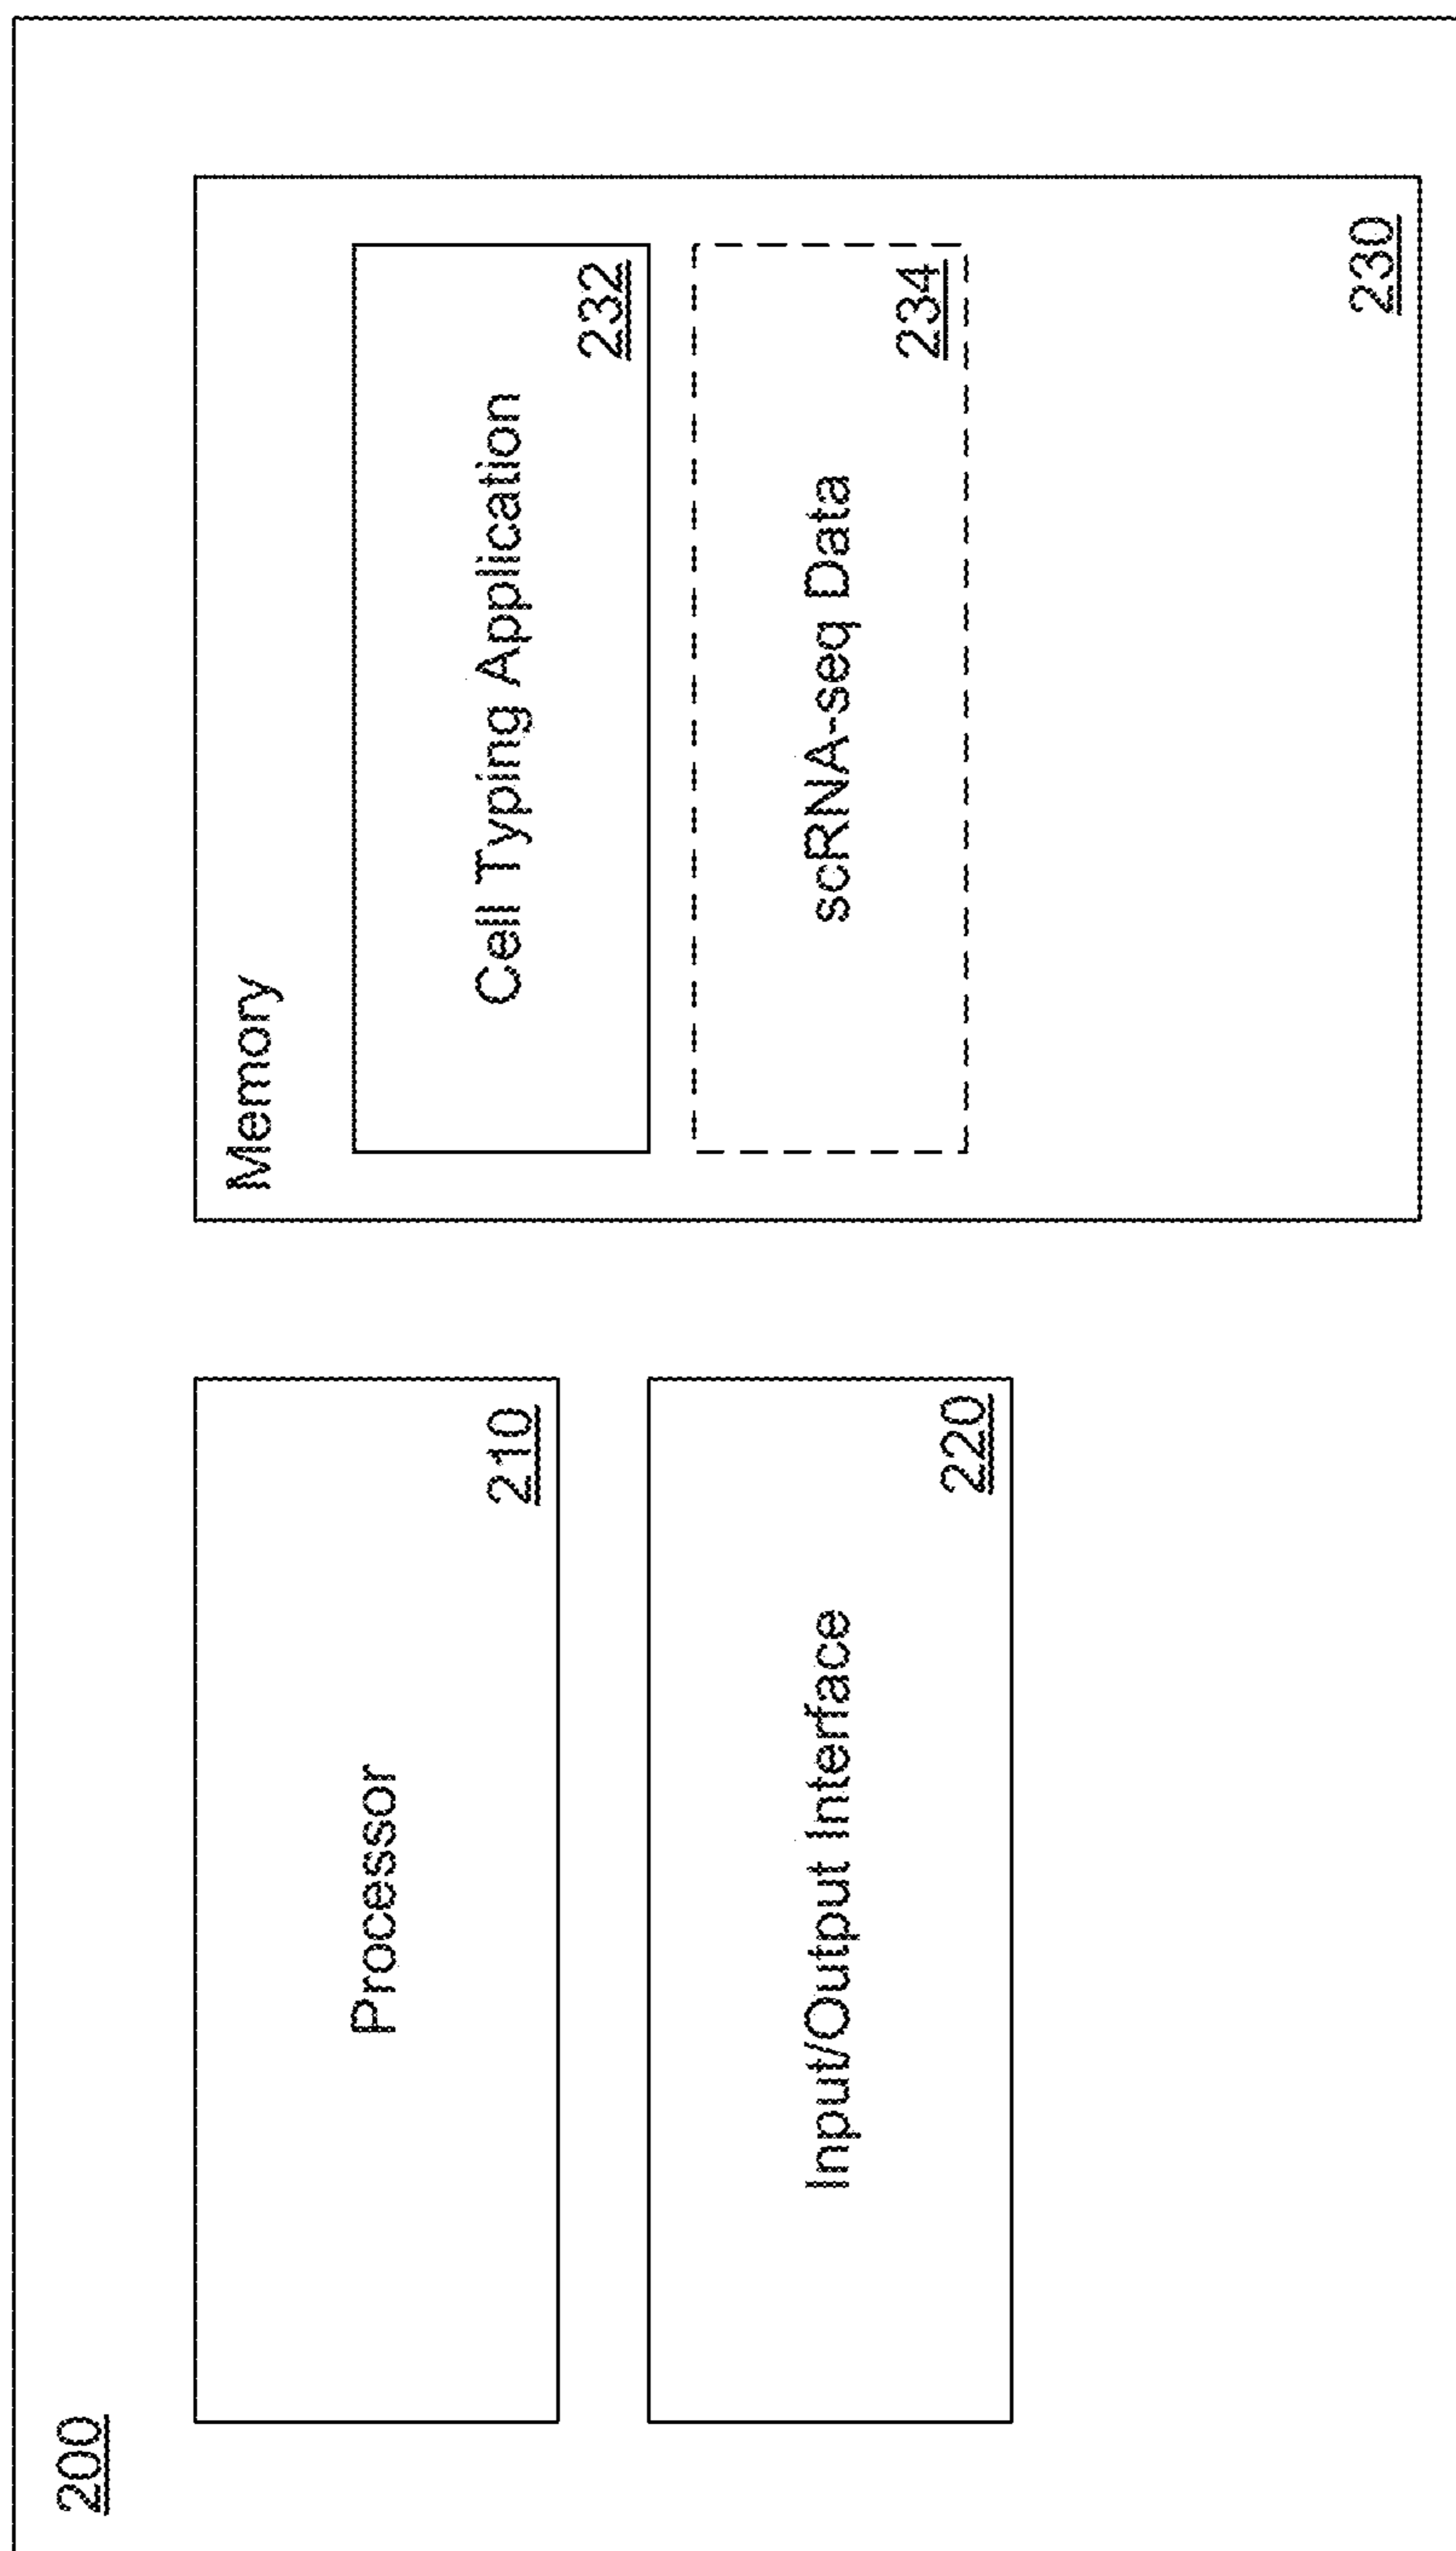 200
Processor
210
Input/Output Interface
220
Memory
Cell Typing Application
232
scRNA-seq Data
234
230